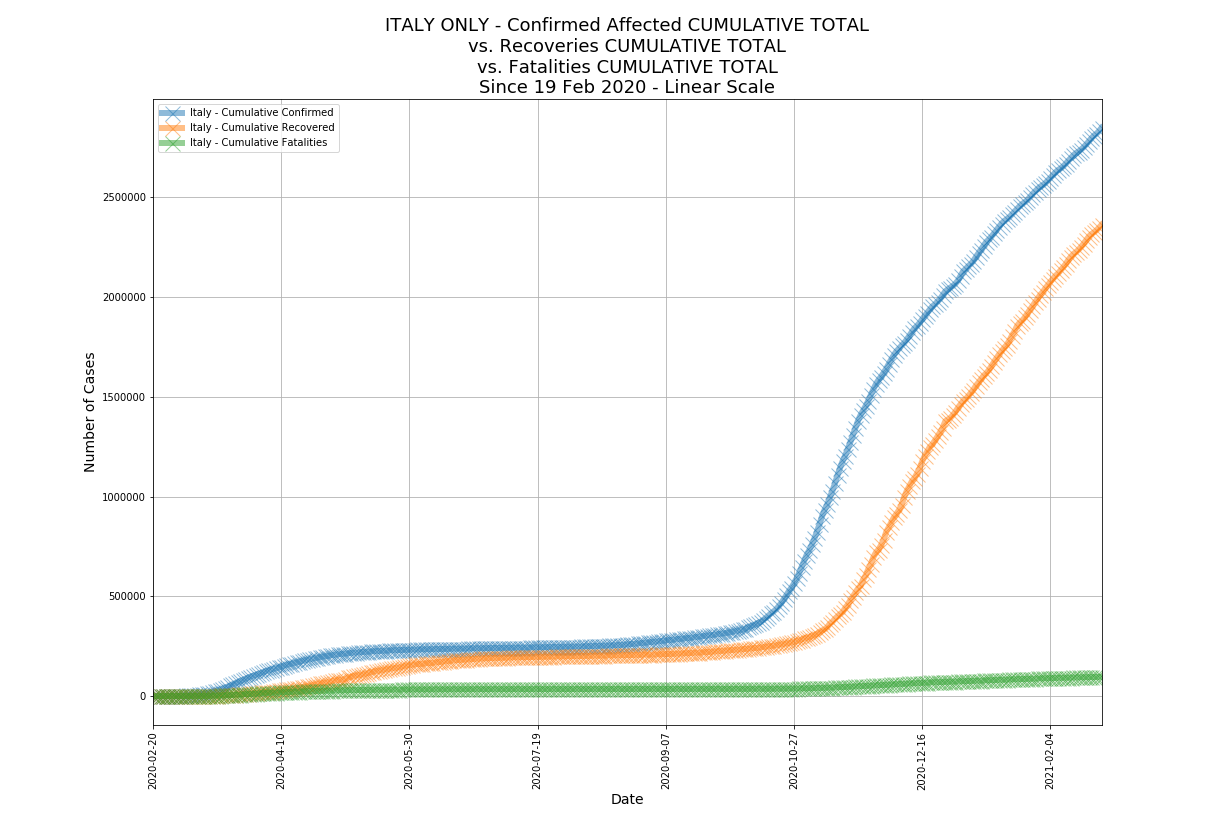 ITALY ONLY - Confirmed Affected CUMULATIVE TOTAL
vs. Recoveries CUMULATIVE TOTAL
vs. Fatalities CUMULATIVE TOTAL
Since 19 Feb 2020 - Linear Scale
Italy - Cumulative Confirmed
Italy - Cumulative Recovered
Italy - Cumulative Fatalities
Number of Cases
2500000
2000000
1500000
1000000
500000
0
2020-02-20
2020-04-10
2020-05-30
2020-07-19
2020-09-07
2020-10-27
2020-12-16
2021-02-04
Date